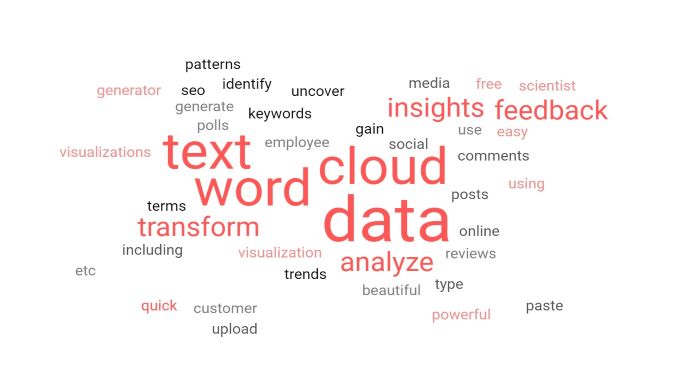 patterns
generator
seo
identify
uncover
media
free
scientist
generate
keywords
insights
feedback
polls
gain
use
easy
visualizations
text
employee
social
cloud
comments
word
using
posts
terms
data
transform
online
including
visualization
analyze
reviews
etc
trends
beautiful
type
quick
customer
powerful
paste
upload